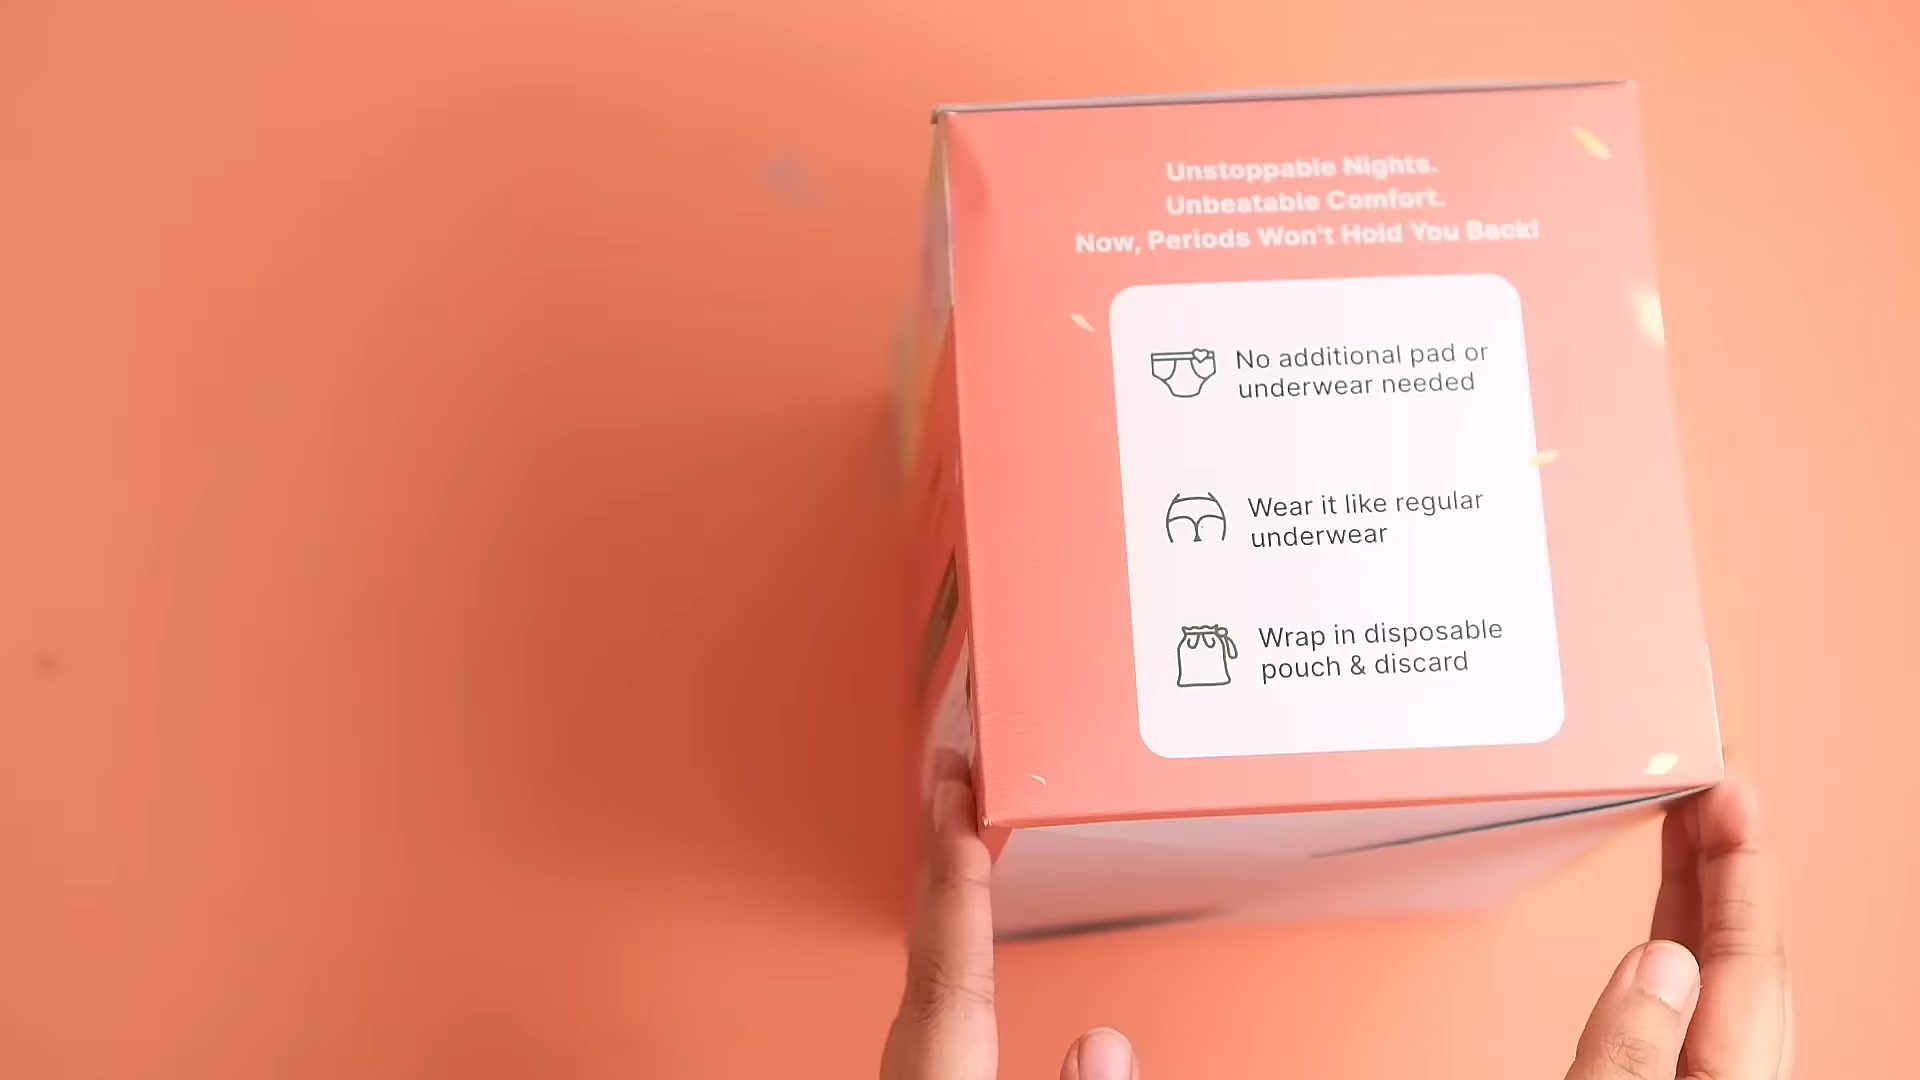 Unstoppable Nights.
Unbeatable Comfort.
Now, Periods Won't Hold You Back!
No additional pad or
underwear needed
Wear it like regular
underwear
Wrap in disposable
pouch & discard